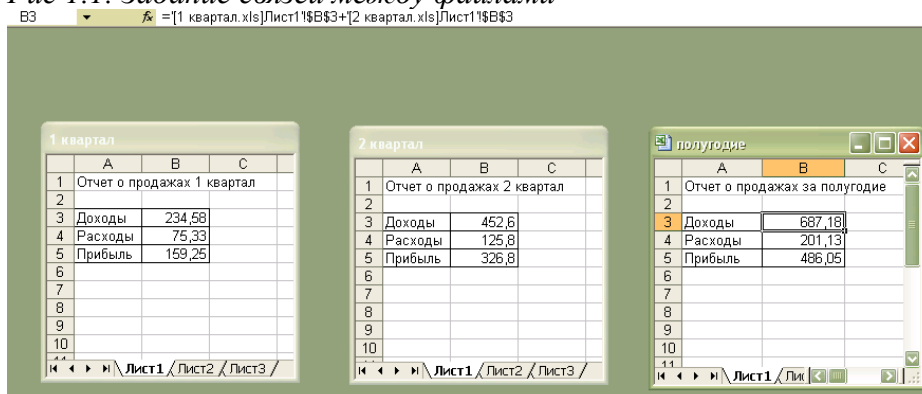 Рис 1.1. Задание связи между файлами
B3 fx ='[1 квартал.xls]Лист1'!$B$3+'[2 квартал.xls]Лист1'!$B$3
1 квартал
A B C
1 Отчет о продажах 1 квартал
2
3 Доходы 234,58
4 Расходы 75,33
5 Прибыль 159,25
6
7
8
9
10
11
Лист1 Лист2 Лист3
2 квартал
A B C
1 Отчет о продажах 2 квартал
2
3 Доходы 452,6
4 Расходы 125,8
5 Прибыль 326,8
6
7
8
9
10
Лист1 Лист2 Лист3
полугодие
A B C
1 Отчет о продажах за полугодие
2
3 Доходы 687,18
4 Расходы 201,13
5 Прибыль 486,05
6
7
8
9
10
11
Лист1 Ли